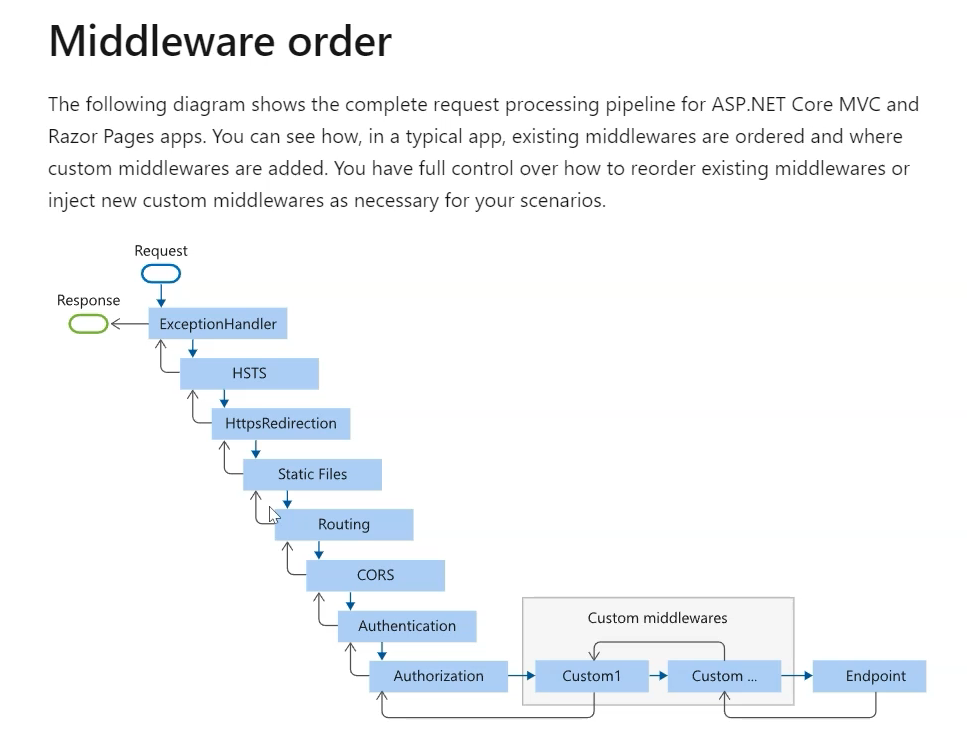 Middleware order
The following diagram shows the complete request processing pipeline for ASP.NET Core MVC and
Razor Pages apps. You can see how, in a typical app, existing middlewares are ordered and where
custom middlewares are added. You have full control over how to reorder existing middlewares or
inject new custom middlewares as necessary for your scenarios.
Request
Response
ExceptionHandler
HSTS
HttpsRedirection
Static Files
Routing
CORS
Authentication
Custom middlewares
Authorization
Custom1
Custom ...
Endpoint